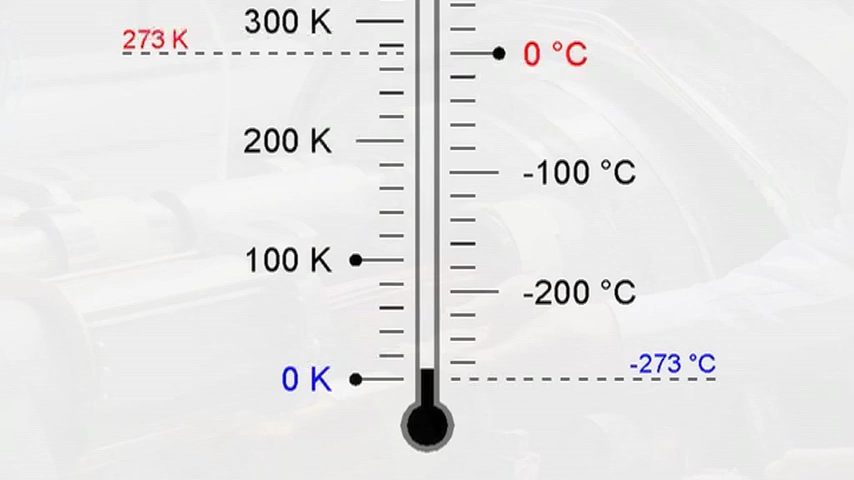 300 K
273 K
0 °C
200 K
-100 °C
100 K
-200 °C
-273 °C
0 K